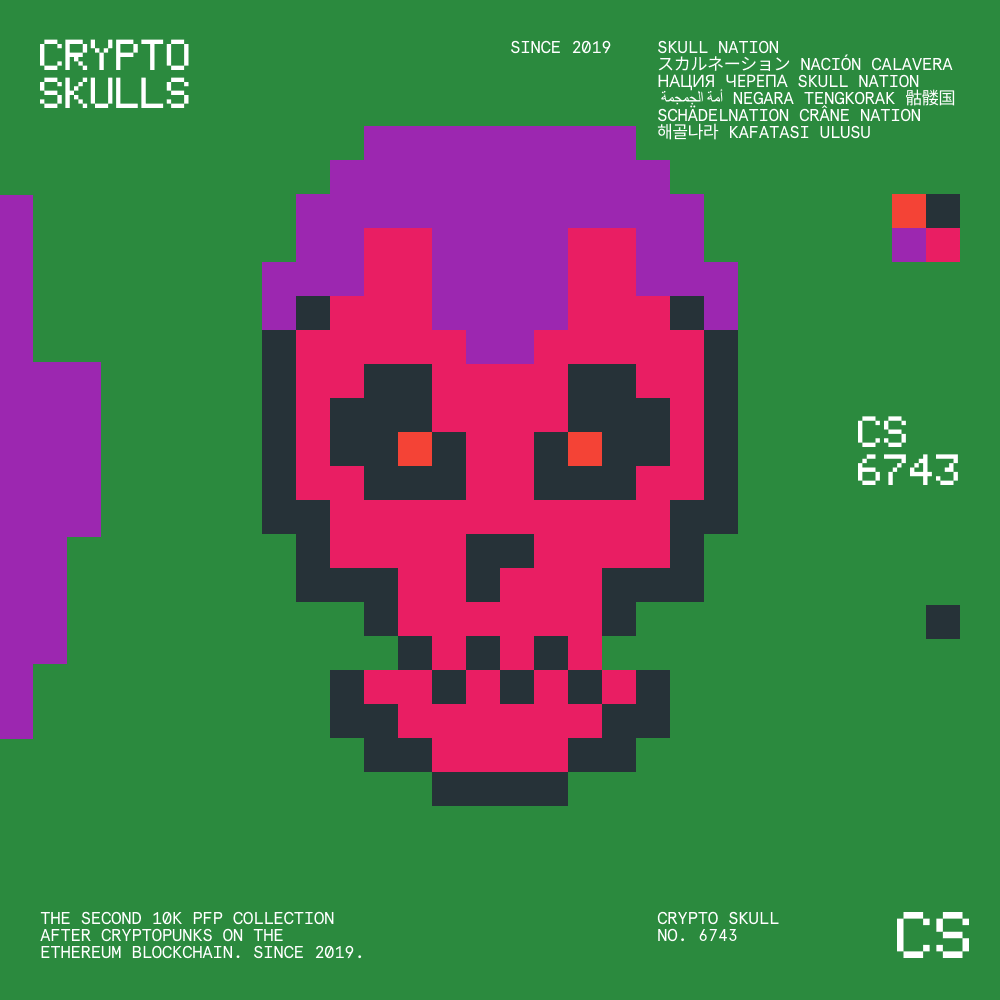 CRYPTO
SKULLS
SINCE 2019
SKULL NATION
スカルネーション NACIÓN CALAVERA
НАЦИЯ ЧЕРЕПА SKULL NATION
أمة الجمجمة NEGARA TENGKORAK 骷髅国
SCHÄDELNATION CRÂNE NATION
해골나라 KAFATASI ULUSU
CS
6743
THE SECOND 10K PFP COLLECTION
AFTER CRYPTOPUNKS ON THE
ETHEREUM BLOCKCHAIN. SINCE 2019.
CRYPTO SKULL
NO. 6743
CS